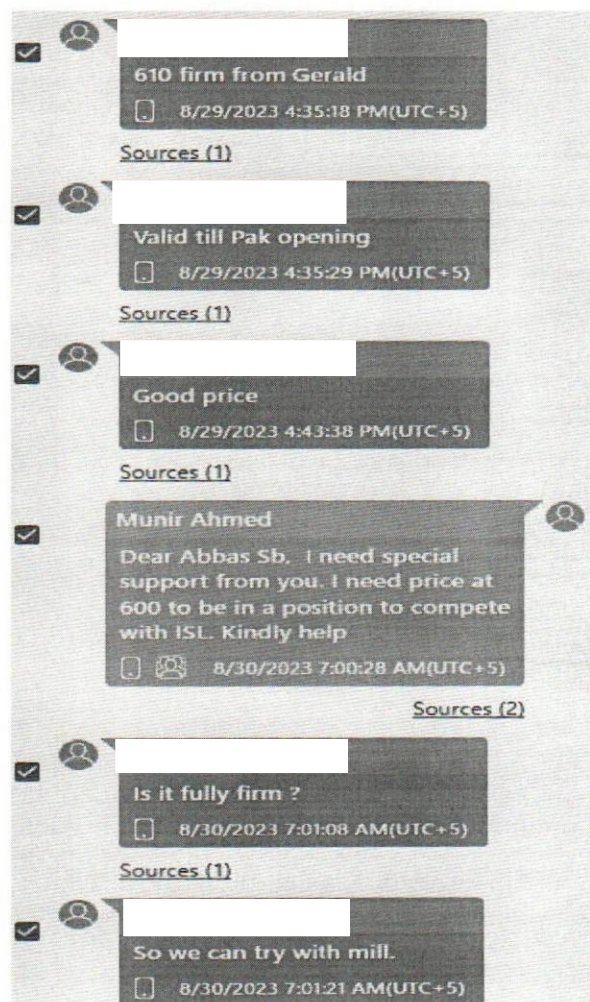 610 firm from Gerald
8/29/2023 4:35:18 PM(UTC+5)
Sources (1)
Valid till Pak opening
8/29/2023 4:35:29 PM(UTC+5)
Sources (1)
Good price
8/29/2023 4:43:38 PM(UTC+5)
Sources (1)
Munir Ahmed
Dear Abbas Sb,  I need special
support from you. I need price at
600 to be in a position to compete
with ISL. Kindly help
8/30/2023 7:00:28 AM(UTC+5)
Sources (2)
Is it fully firm ?
8/30/2023 7:01:08 AM(UTC+5)
Sources (1)
So we can try with mill.
8/30/2023 7:01:21 AM(UTC+5)